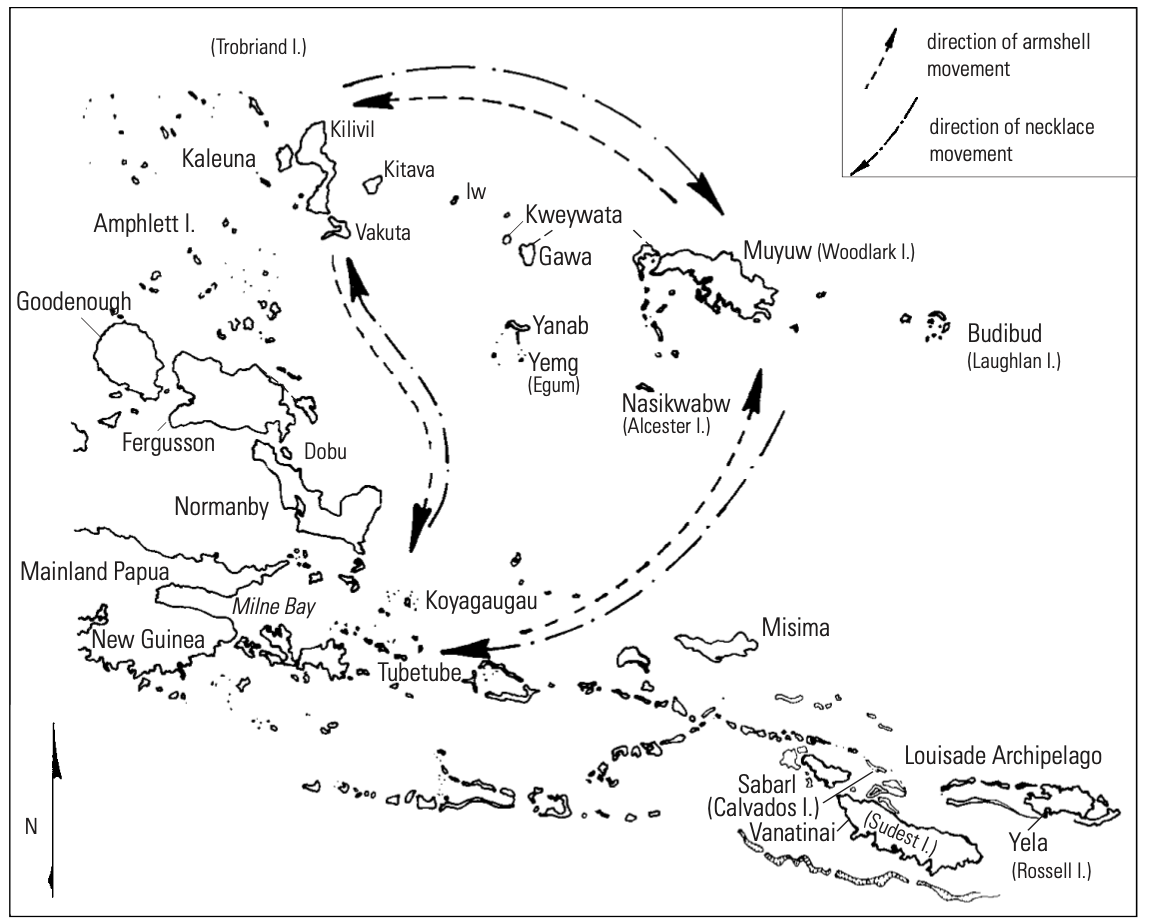 (Trobriand I.)
direction of armshell
movement
direction of necklace
movement
Kilivil
Kaleuna
Kitava
Iw
Kweywata
Amphlett I.
Vakuta
Gawa
Muyuw (Woodlark I.)
Goodenough
Yanab
Budibud
(Laughlan I.)
Yemg
(Egum)
Nasikwabw
(Alcester I.)
Fergusson
Dobu
Normanby
Mainland Papua
Milne Bay
Koyagaugau
New Guinea
Misima
Tubetube
Louisade Archipelago
Sabarl
(Calvados I.)
Vanatinai
(Sudest I.)
N
Yela
(Rossell I.)